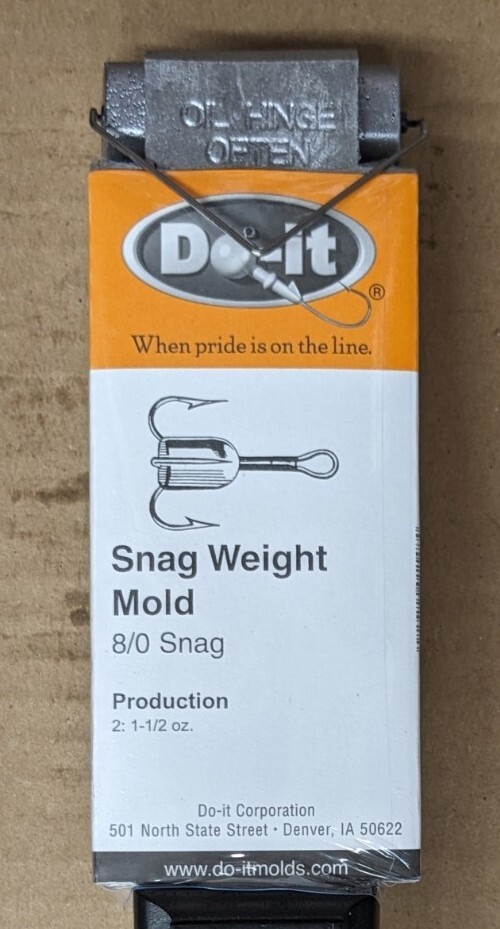 OIL HINGE
OFTEN
Do-it
®
When pride is on the line.
Snag Weight
Mold
8/0 Snag
Production
2: 1-1/2 oz.
Do-it Corporation
501 North State Street • Denver, IA 50622
www.do-itmolds.com